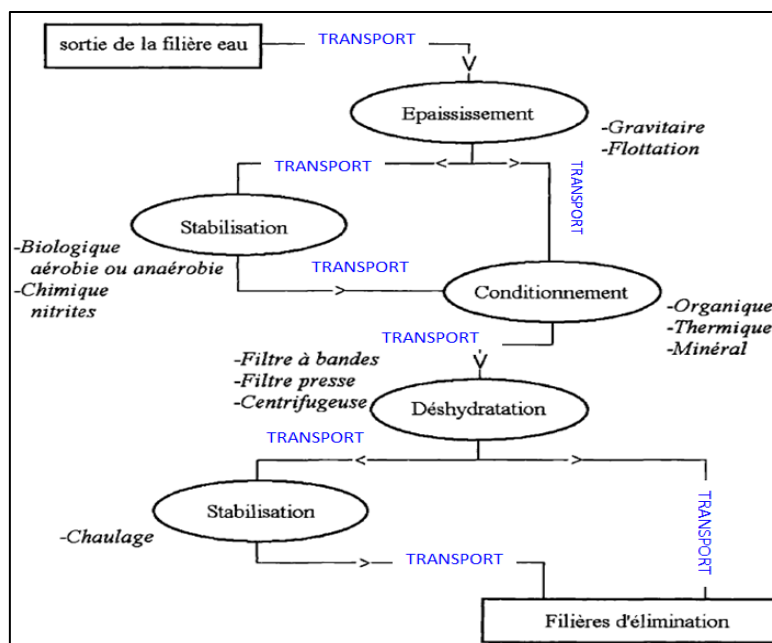 sortie de la filière eau
TRANSPORT
Epaississement
-Gravitaire
-Flottation
TRANSPORT
TRANSPORT
Stabilisation
-Biologique
aérobie ou anaérobie
-Chimique
nitrites
TRANSPORT
Conditionnement
-Organique
-Thermique
-Minéral
TRANSPORT
-Filtre à bandes
-Filtre presse
-Centrifugeuse
Déshydratation
TRANSPORT
TRANSPORT
Stabilisation
-Chaulage
TRANSPORT
Filières d'élimination